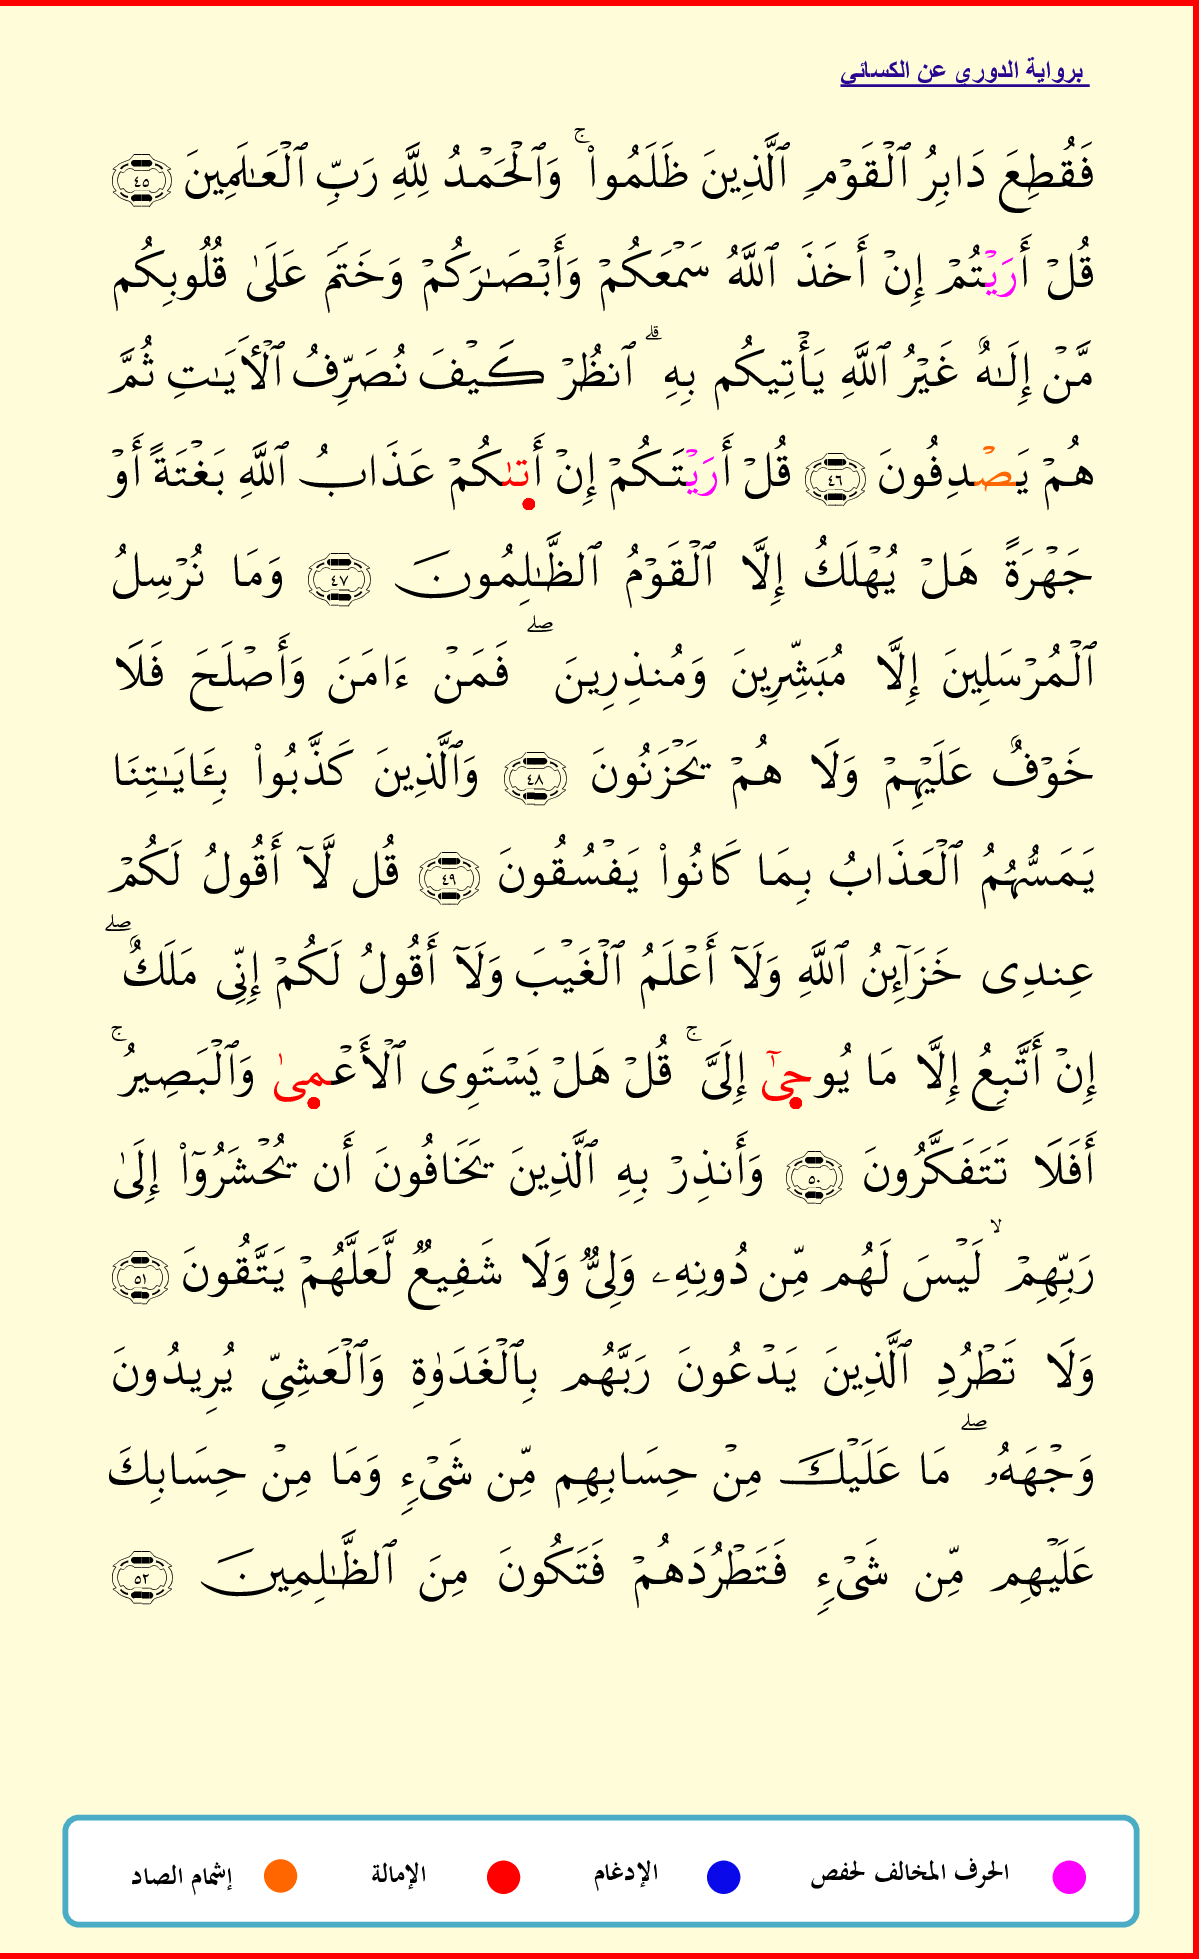 برواية الدوري عن الكسائي
فَقُطِعَ دَابِرُ ٱلۡقَوۡمِ ٱلَّذِينَ ظَلَمُواْۚ وَٱلۡحَمۡدُ لِلَّهِ رَبِّ ٱلۡعَـٰلَمِينَ ٤٥
قُلۡ أَرَيۡتُمۡ إِنۡ أَخَذَ ٱللَّهُ سَمۡعَكُمۡ وَأَبۡصَـٰرَكُمۡ وَخَتَمَ عَلَىٰ قُلُوبِكُم
مَّنۡ إِلَـٰهٌ غَيۡرُ ٱللَّهِ يَأۡتِيكُم بِهِۗ ٱنظُرۡ كَيۡفَ نُصَرِّفُ ٱلۡأَيَـٰتِ ثُمَّ
هُمۡ يَصۡدِفُونَ ٤٦ قُلۡ أَرَيۡتَكُمۡ إِنۡ أَتَىٰكُمۡ عَذَابُ ٱللَّهِ بَغۡتَةً أَوۡ
جَهۡرَةً هَلۡ يُهۡلَكُ إِلَّا ٱلۡقَوۡمُ ٱلظَّـٰلِمُونَ ٤٧ وَمَا نُرۡسِلُ
ٱلۡمُرۡسَلِينَ إِلَّا مُبَشِّرِينَ وَمُنذِرِينَۖ فَمَنۡ ءَامَنَ وَأَصۡلَحَ فَلَا
خَوۡفٌ عَلَيۡهِمۡ وَلَا هُمۡ يَحۡزَنُونَ ٤٨ وَٱلَّذِينَ كَذَّبُواْ بِـَٔايَـٰتِنَا
يَمَسُّهُمُ ٱلۡعَذَابُ بِمَا كَانُواْ يَفۡسُقُونَ ٤٩ قُل لَّآ أَقُولُ لَكُمۡ
عِندِى خَزَآئِنُ ٱللَّهِ وَلَآ أَعۡلَمُ ٱلۡغَيۡبَ وَلَآ أَقُولُ لَكُمۡ إِنِّى مَلَكٌۖ
إِنۡ أَتَّبِعُ إِلَّا مَا يُوحِىٰٓ إِلَىَّۚ قُلۡ هَلۡ يَسۡتَوِى ٱلۡأَعۡمِىٰ وَٱلۡبَصِيرُۚ
أَفَلَا تَتَفَكَّرُونَ ٥٠ وَأَنذِرۡ بِهِ ٱلَّذِينَ يَخَافُونَ أَن يُحۡشَرُوٓاْ إِلَىٰ
رَبِّهِمۡۙ لَيۡسَ لَهُم مِّن دُونِهِۦ وَلِىٌّ وَلَا شَفِيعٌ لَّعَلَّهُمۡ يَتَّقُونَ ٥١
وَلَا تَطۡرُدِ ٱلَّذِينَ يَدۡعُونَ رَبَّهُم بِٱلۡغَدَوٰةِ وَٱلۡعَشِىِّ يُرِيدُونَ
وَجۡهَهُۥۖ مَا عَلَيۡكَ مِنۡ حِسَابِهِم مِّن شَىۡءٍ وَمَا مِنۡ حِسَابِكَ
عَلَيۡهِم مِّن شَىۡءٍ فَتَطۡرُدَهُمۡ فَتَكُونَ مِنَ ٱلظَّـٰلِمِينَ ٥٢
الحرف المخالف لحفص الإدغام الإمالة إشمام الصاد